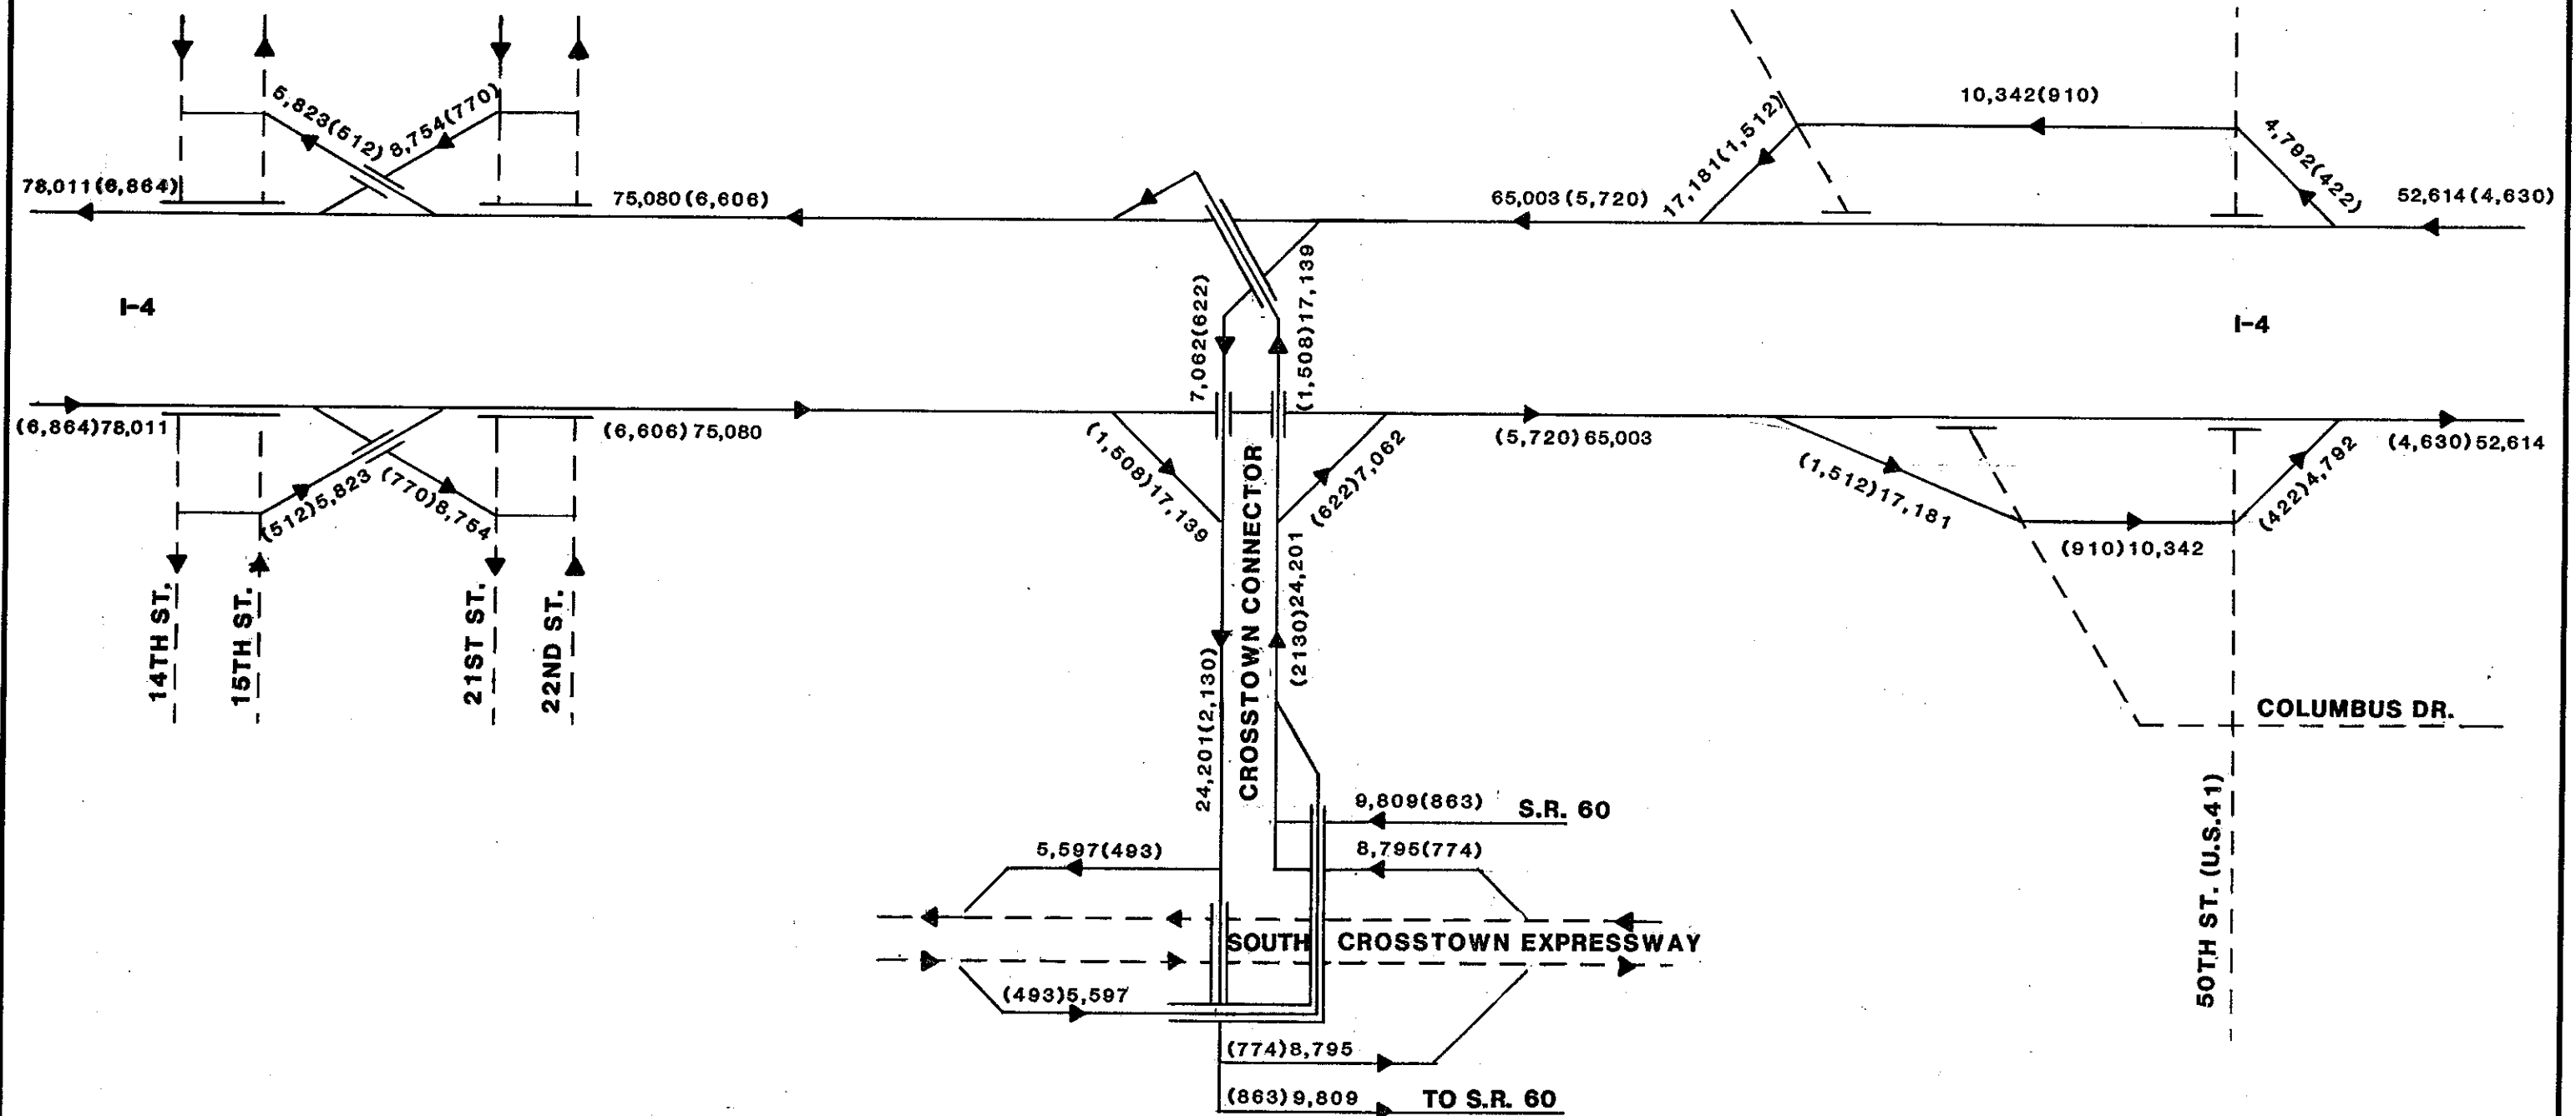 5,823(512)
8,754(770)
10,342(910)
17,181(1,512)
4,792(422)
78,011(6,864)
75,080(6,606)
65,003(5,720)
52,614(4,630)
7,062(622)
(1,508)17,139
I-4
I-4
(6,864)78,011
(6,606)75,080
(5,720)65,003
(4,630)52,614
(512)5,823
(770)8,754
(1,508)17,139
(622)7,062
(1,512)17,181
(910)10,342
(422)4,792
14TH ST.
15TH ST.
21ST ST.
22ND ST.
CROSSTOWN CONNECTOR
24,201(2,130)
(2130)24,201
COLUMBUS DR.
50TH ST. (U.S.41)
9,809(863)
S.R. 60
5,597(493)
8,795(774)
SOUTH CROSSTOWN EXPRESSWAY
(493)5,597
(774)8,795
(863)9,809
TO S.R. 60